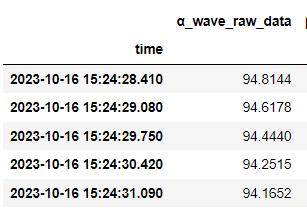 α_wave_raw_data
time
2023-10-16 15:24:28.410 94.8144
2023-10-16 15:24:29.080 94.6178
2023-10-16 15:24:29.750 94.4440
2023-10-16 15:24:30.420 94.2515
2023-10-16 15:24:31.090 94.1652